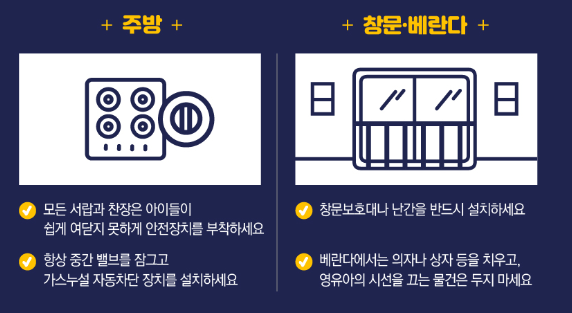 + 주방 +
모든 서랍과 찬장은 아이들이
쉽게 여닫지 못하게 안전장치를 부착하세요
항상 중간 밸브를 잠그고
가스누설 자동차단 장치를 설치하세요
+ 창문·베란다 +
창문보호대나 난간을 반드시 설치하세요
베란다에서는 의자나 상자 등을 치우고,
영유아의 시선을 끄는 물건은 두지 마세요